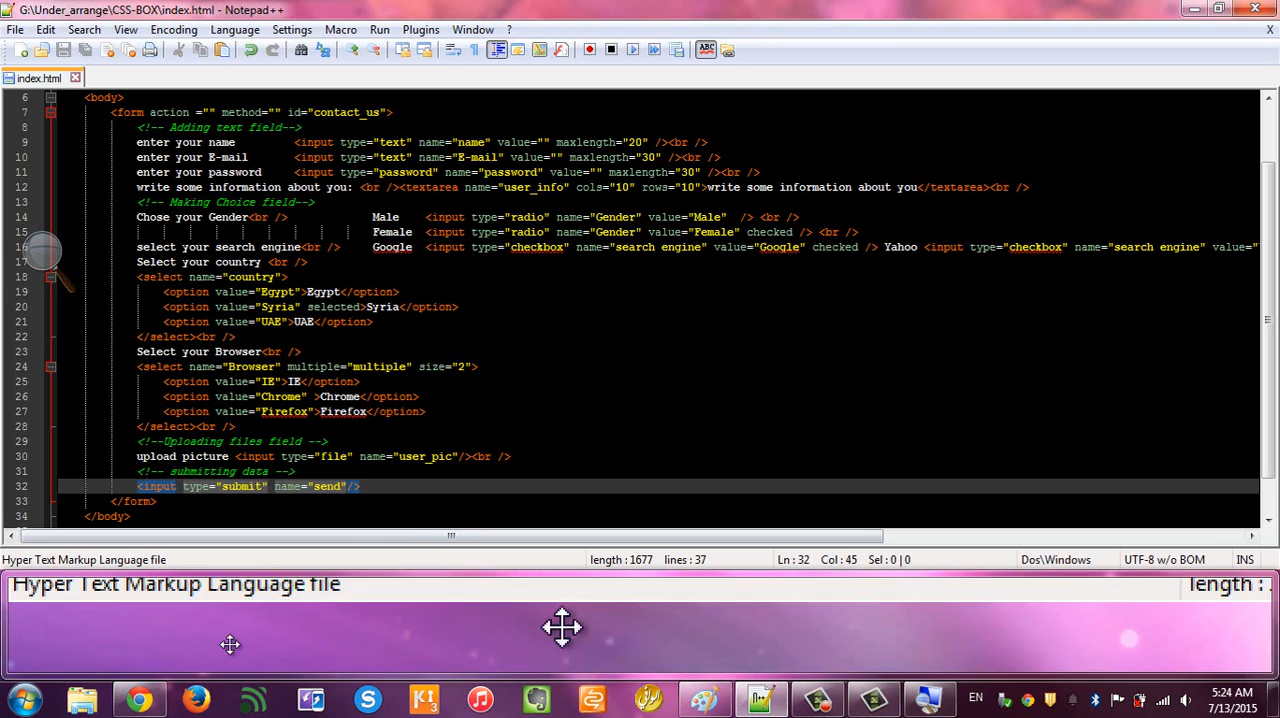 G:\Under_arrange\CSS-BOX\index.html - Notepad++
File Edit Search View Encoding Language Settings Macro Run Plugins Window ? X
ABC
index.html
6 <body>
7 <form action ="" method="" id="contact_us">
8 <!-- Adding text field-->
9 enter your name <input type="text" name="name" value="" maxlength="20" /><br />
10 enter your E-mail <input type="text" name="E-mail" value="" maxlength="30" /><br />
11 enter your password <input type="password" name="password" value="" maxlength="30" /><br />
12 write some information about you: <br /><textarea name="user_info" cols="10" rows="10">write some information about you</textarea><br />
13 <!-- Making Choice field-->
14 Chose your Gender<br /> Male <input type="radio" name="Gender" value="Male" /> <br />
15 Female <input type="radio" name="Gender" value="Female" checked /> <br />
16 select your search engine<br /> Google <input type="checkbox" name="search engine" value="Google" checked /> Yahoo <input type="checkbox" name="search engine" value="
17 Select your country <br />
18 <select name="country">
19 <option value="Egypt">Egypt</option>
20 <option value="Syria" selected>Syria</option>
21 <option value="UAE">UAE</option>
22 </select><br />
23 Select your Browser<br />
24 <select name="Browser" multiple="multiple" size="2">
25 <option value="IE">IE</option>
26 <option value="Chrome" >Chrome</option>
27 <option value="Firefox">Firefox</option>
28 </select><br />
29 <!--Uploading files field -->
30 upload picture <input type="file" name="user_pic"/><br />
31 <!-- submitting data -->
32 <input type="submit" name="send"/>
33 </form>
34 </body>
Hyper Text Markup Language file length : 1677 lines : 37 Ln : 32 Col : 45 Sel : 0 | 0 Dos\Windows UTF-8 w/o BOM INS
Hyper Text Markup Language file length :
EN 5:24 AM
7/13/2015